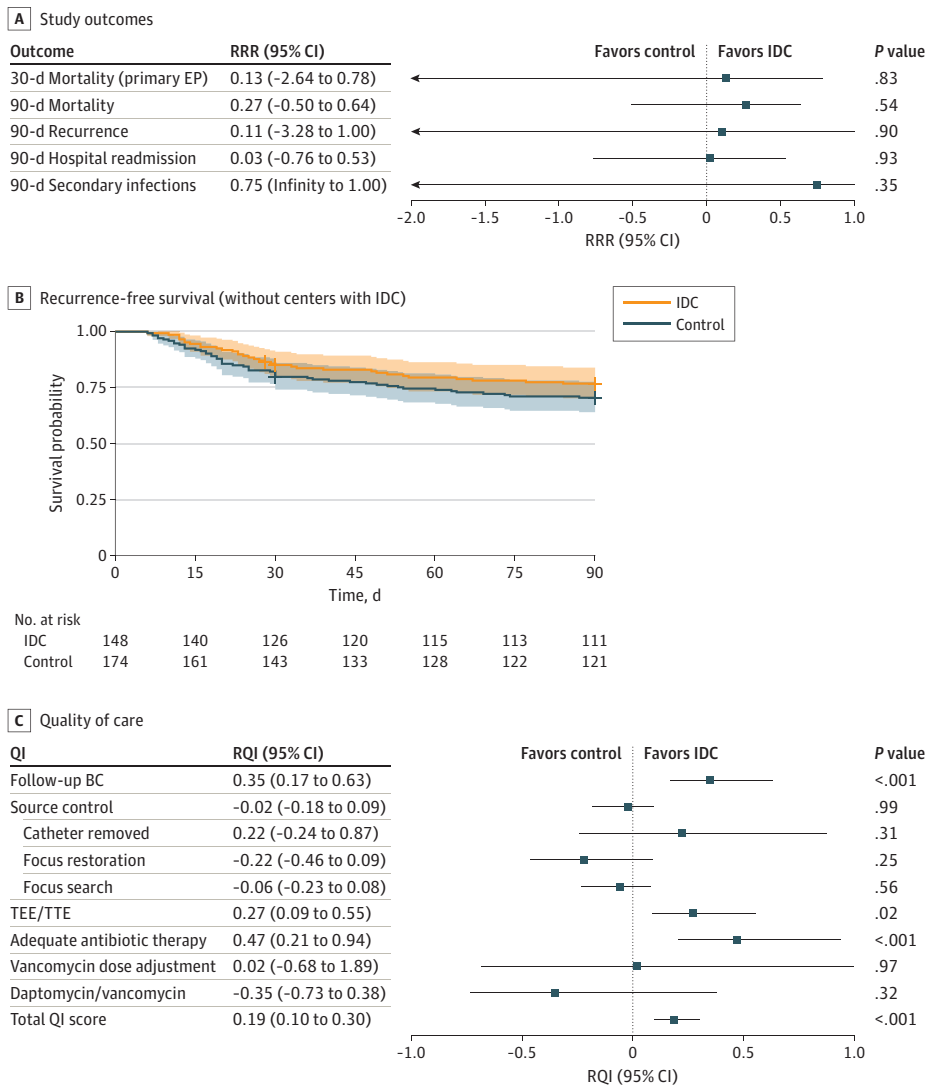 A Study outcomes
Outcome RRR (95% CI) Favors control Favors IDC P value
30-d Mortality (primary EP) 0.13 (-2.64 to 0.78) .83
90-d Mortality 0.27 (-0.50 to 0.64) .54
90-d Recurrence 0.11 (-3.28 to 1.00) .90
90-d Hospital readmission 0.03 (-0.76 to 0.53) .93
90-d Secondary infections 0.75 (Infinity to 1.00) .35
-2.0 -1.5 -1.0 -0.5 0 0.5 1.0
RRR (95% CI)
B Recurrence-free survival (without centers with IDC)
IDC
Control
1.00
0.75
0.50
0.25
0
Survival probability
0 15 30 45 60 75 90
Time, d
No. at risk
IDC 148 140 126 120 115 113 111
Control 174 161 143 133 128 122 121
C Quality of care
QI RQI (95% CI) Favors control Favors IDC P value
Follow-up BC 0.35 (0.17 to 0.63) <.001
Source control -0.02 (-0.18 to 0.09) .99
Catheter removed 0.22 (-0.24 to 0.87) .31
Focus restoration -0.22 (-0.46 to 0.09) .25
Focus search -0.06 (-0.23 to 0.08) .56
TEE/TTE 0.27 (0.09 to 0.55) .02
Adequate antibiotic therapy 0.47 (0.21 to 0.94) <.001
Vancomycin dose adjustment 0.02 (-0.68 to 1.89) .97
Daptomycin/vancomycin -0.35 (-0.73 to 0.38) .32
Total QI score 0.19 (0.10 to 0.30) <.001
-1.0 -0.5 0 0.5 1.0
RQI (95% CI)